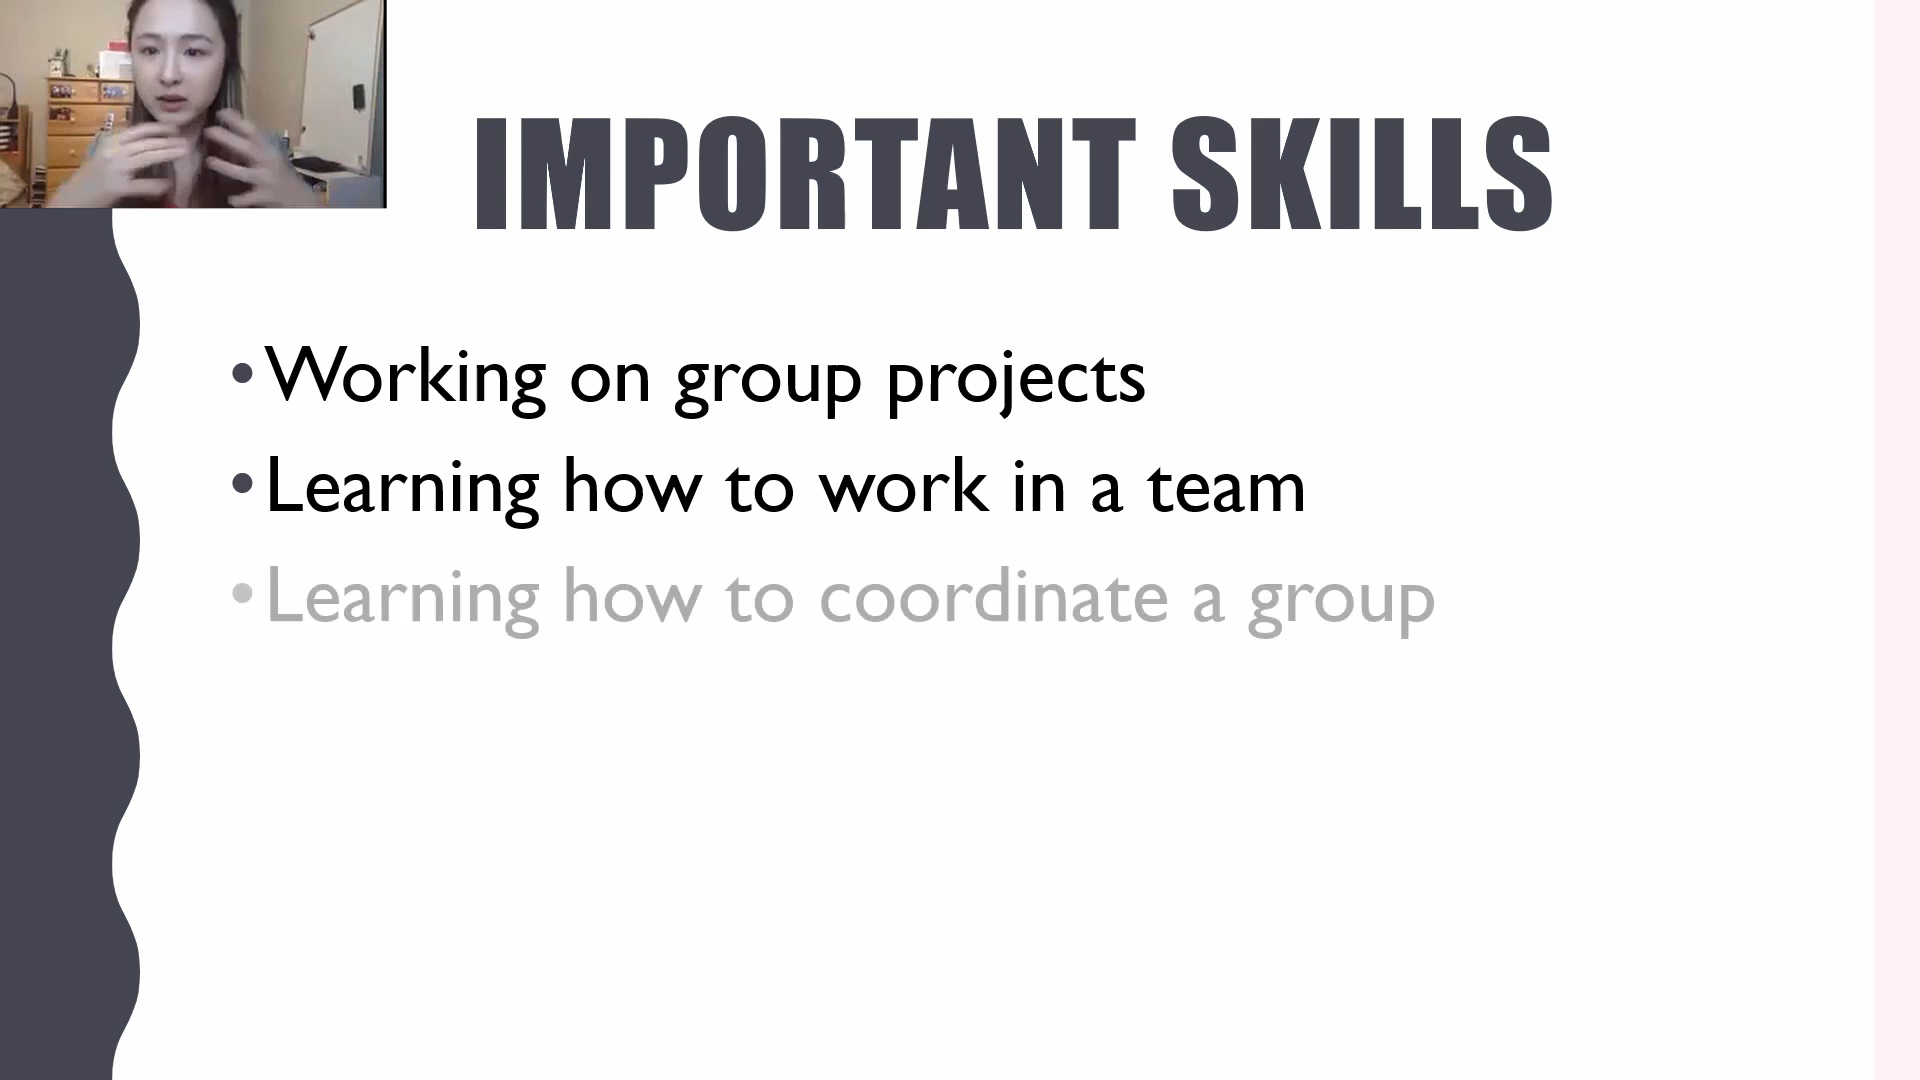 IMPORTANT SKILLS
• Working on group projects
• Learning how to work in a team
• Learning how to coordinate a group